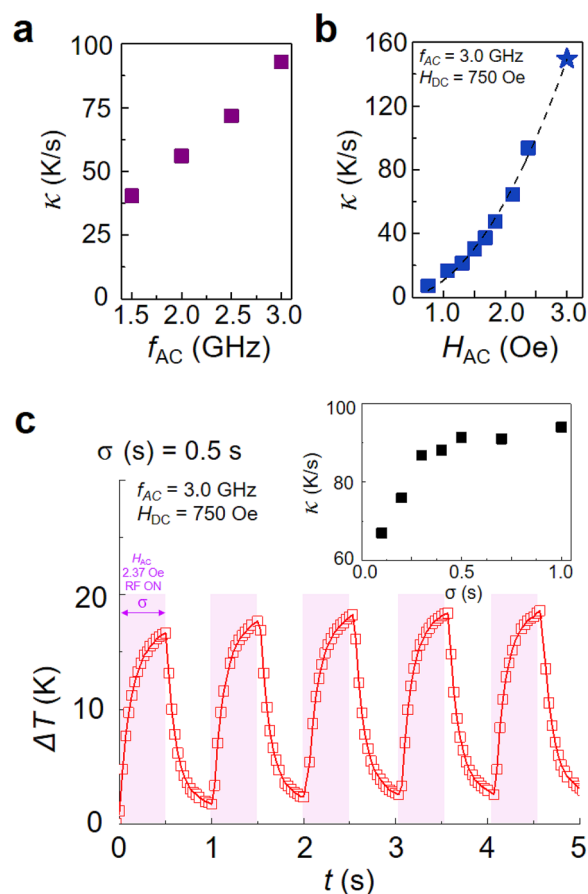 a
κ (K/s)
100
75
50
25
0
1.5 2.0 2.5 3.0
f_AC (GHz)
b
f_AC = 3.0 GHz
H_DC = 750 Oe
κ (K/s)
160
120
80
40
0
1.0 2.0 3.0
H_AC (Oe)
c
σ (s) = 0.5 s
f_AC = 3.0 GHz
H_DC = 750 Oe
H_AC
2.37 Oe
RF ON
σ
κ (K/s)
100
90
80
70
60
0.0 0.5 1.0
σ (s)
ΔT (K)
20
10
0
0 1 2 3 4 5
t (s)